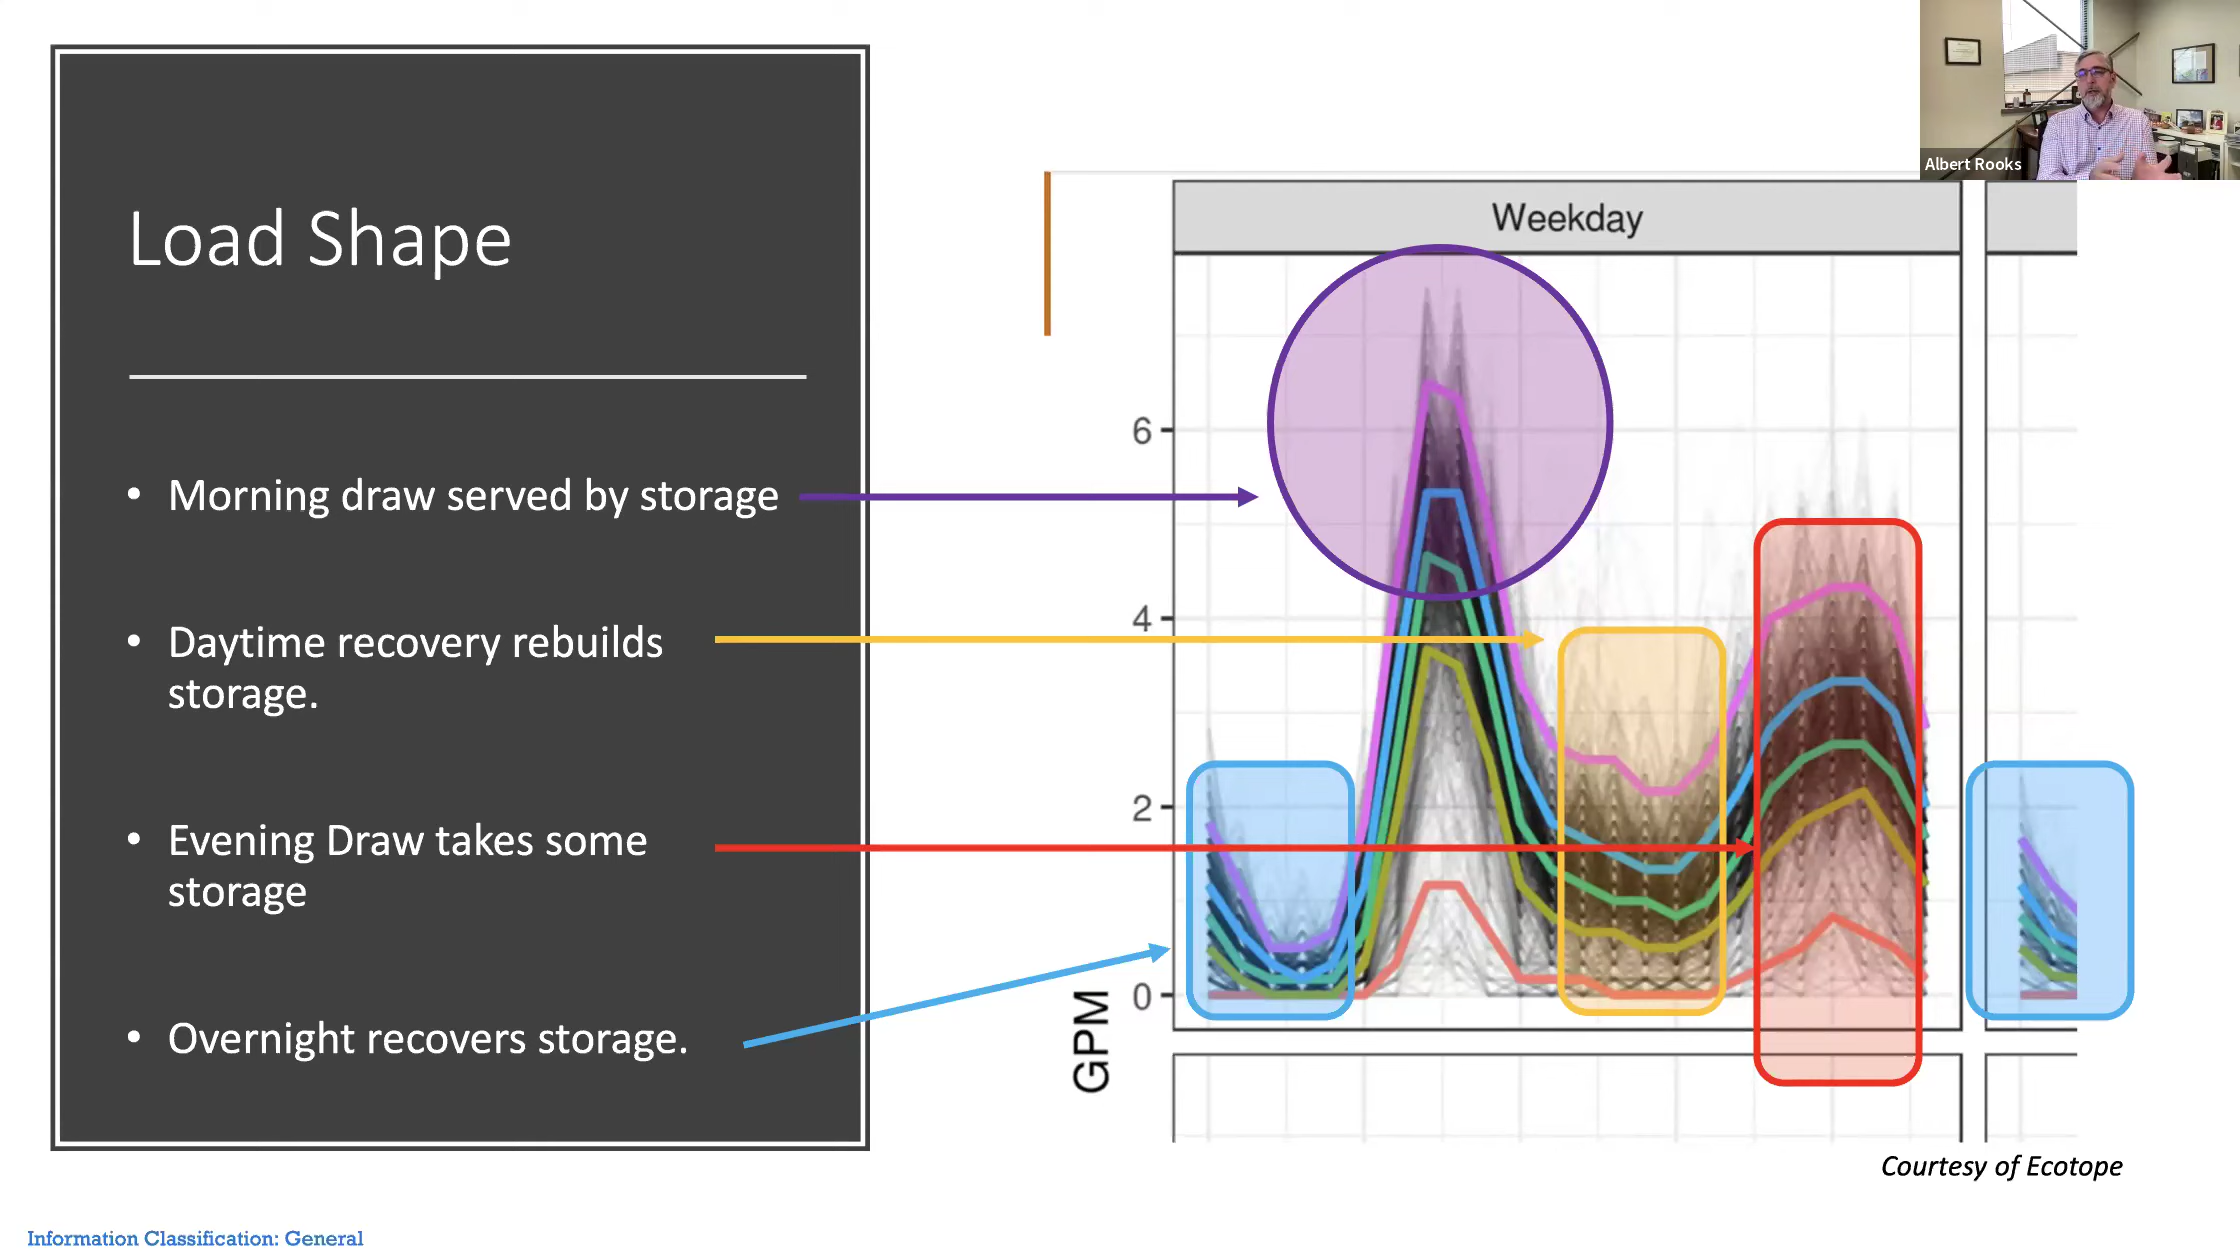 Load Shape
• Morning draw served by storage
• Daytime recovery rebuilds
storage.
• Evening Draw takes some
storage
• Overnight recovers storage.
Albert Rooks
Weekday
6
4
2
0
GPM
Courtesy of Ecotope
Information Classification: General